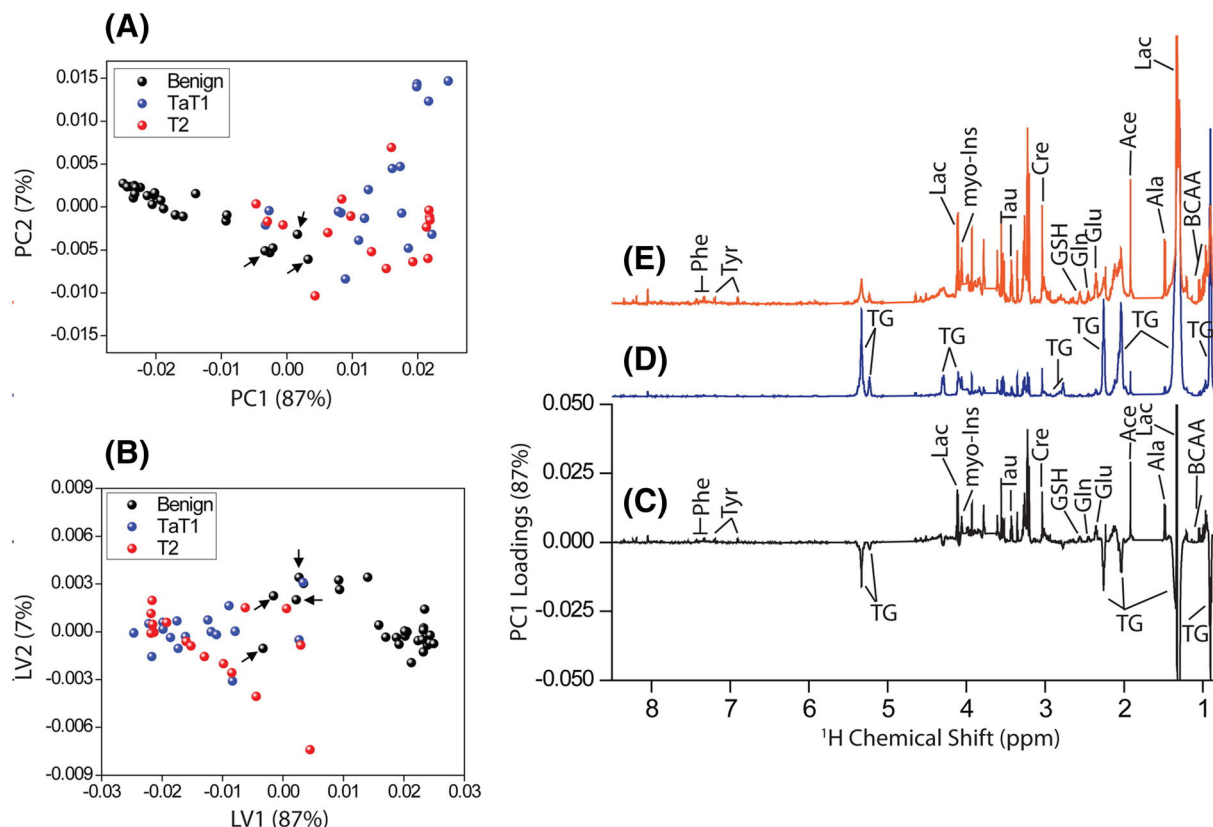 (A)
Benign
TaT1
T2
0.015
0.010
0.005
0.000
-0.005
-0.010
-0.015
PC2 (7%)
-0.02 -0.01 0.00 0.01 0.02
PC1 (87%)
(B)
Benign
TaT1
T2
0.009
0.006
0.003
0.000
-0.003
-0.006
-0.009
LV2 (7%)
-0.03 -0.02 -0.01 0.00 0.01 0.02 0.03
LV1 (87%)
(E)
Phe
Tyr
Lac
myo-Ins
Tau
Cre
GSH
Gln
Glu
Ace
Ala
Lac
BCAA
(D)
TG
TG
TG
TG
TG
TG
(C)
Phe
Tyr
Lac
myo-Ins
Tau
Cre
GSH
Gln
Glu
Ace
Ala
Lac
BCAA
TG
TG
TG
0.050
0.025
0.000
-0.025
-0.050
PC1 Loadings (87%)
8 7 6 5 4 3 2 1
¹H Chemical Shift (ppm)